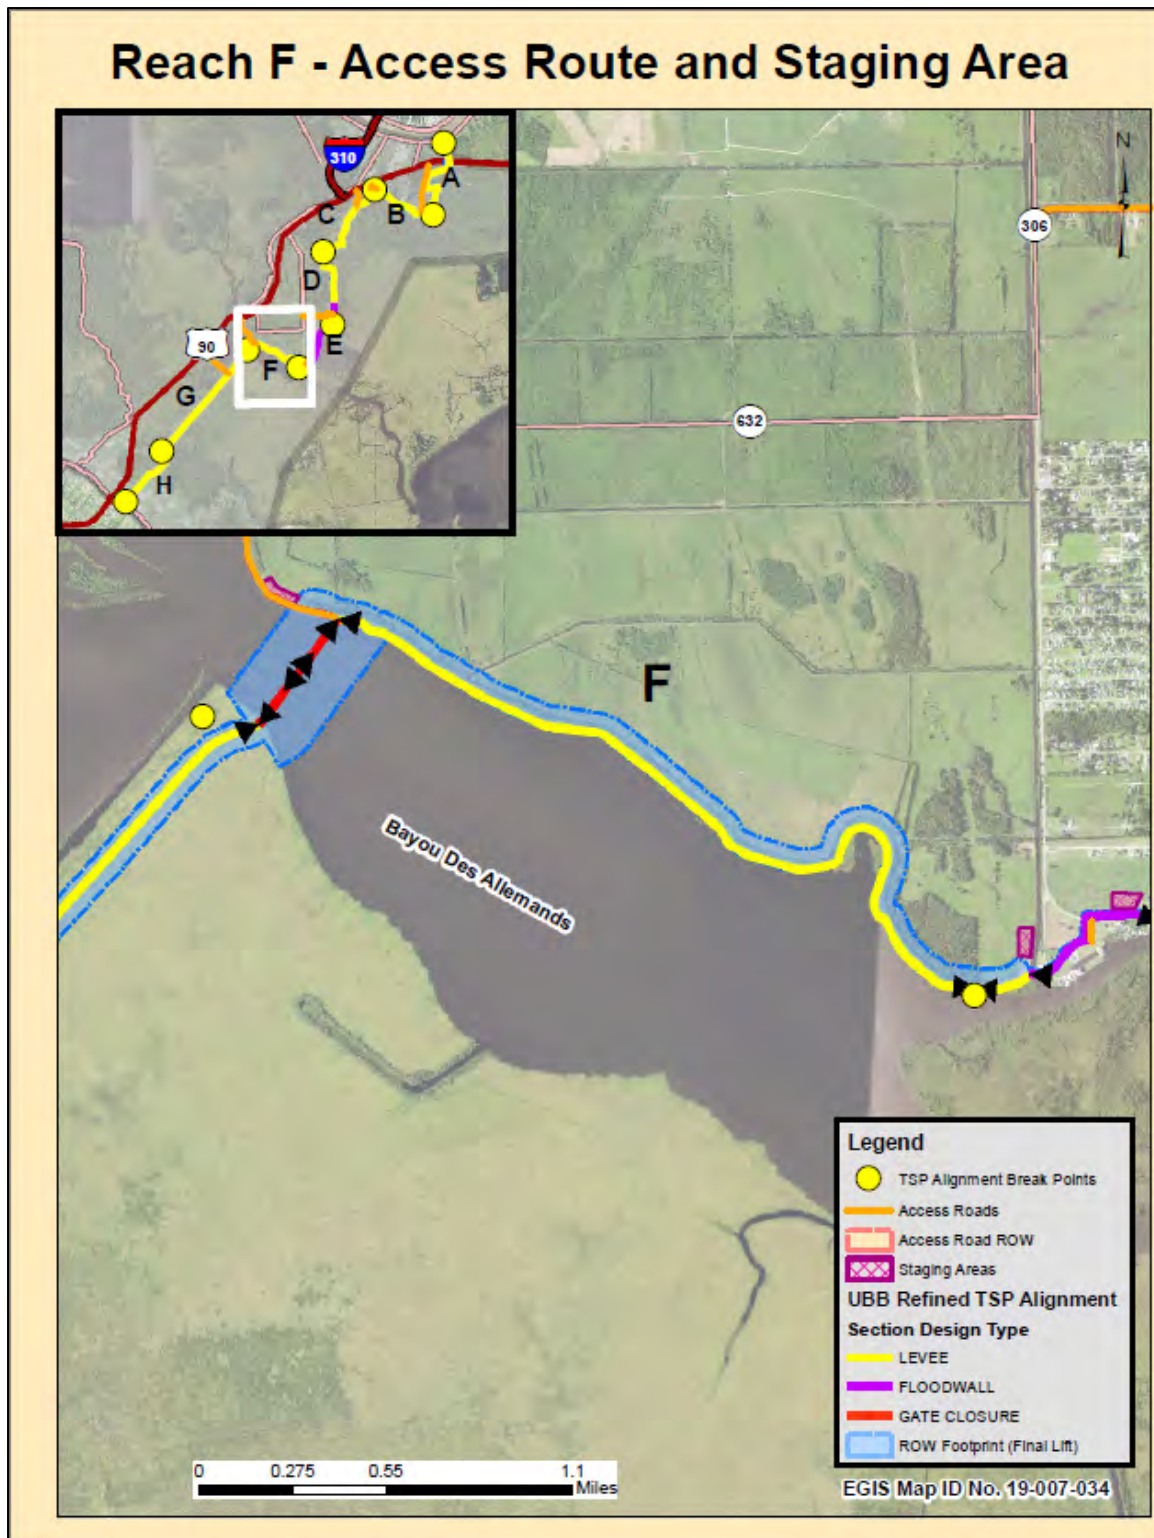 Reach F - Access Route and Staging Area
310
A
B
C
D
E
F
90
G
H
N
306
632
F
Bayou Des Allemands
Legend
TSP Alignment Break Points
Access Roads
Access Road ROW
Staging Areas
UBB Refined TSP Alignment
Section Design Type
LEVEE
FLOODWALL
GATE CLOSURE
ROW Footprint (Final Lift)
0 0.275 0.55 1.1
Miles
EGIS Map ID No. 19-007-034